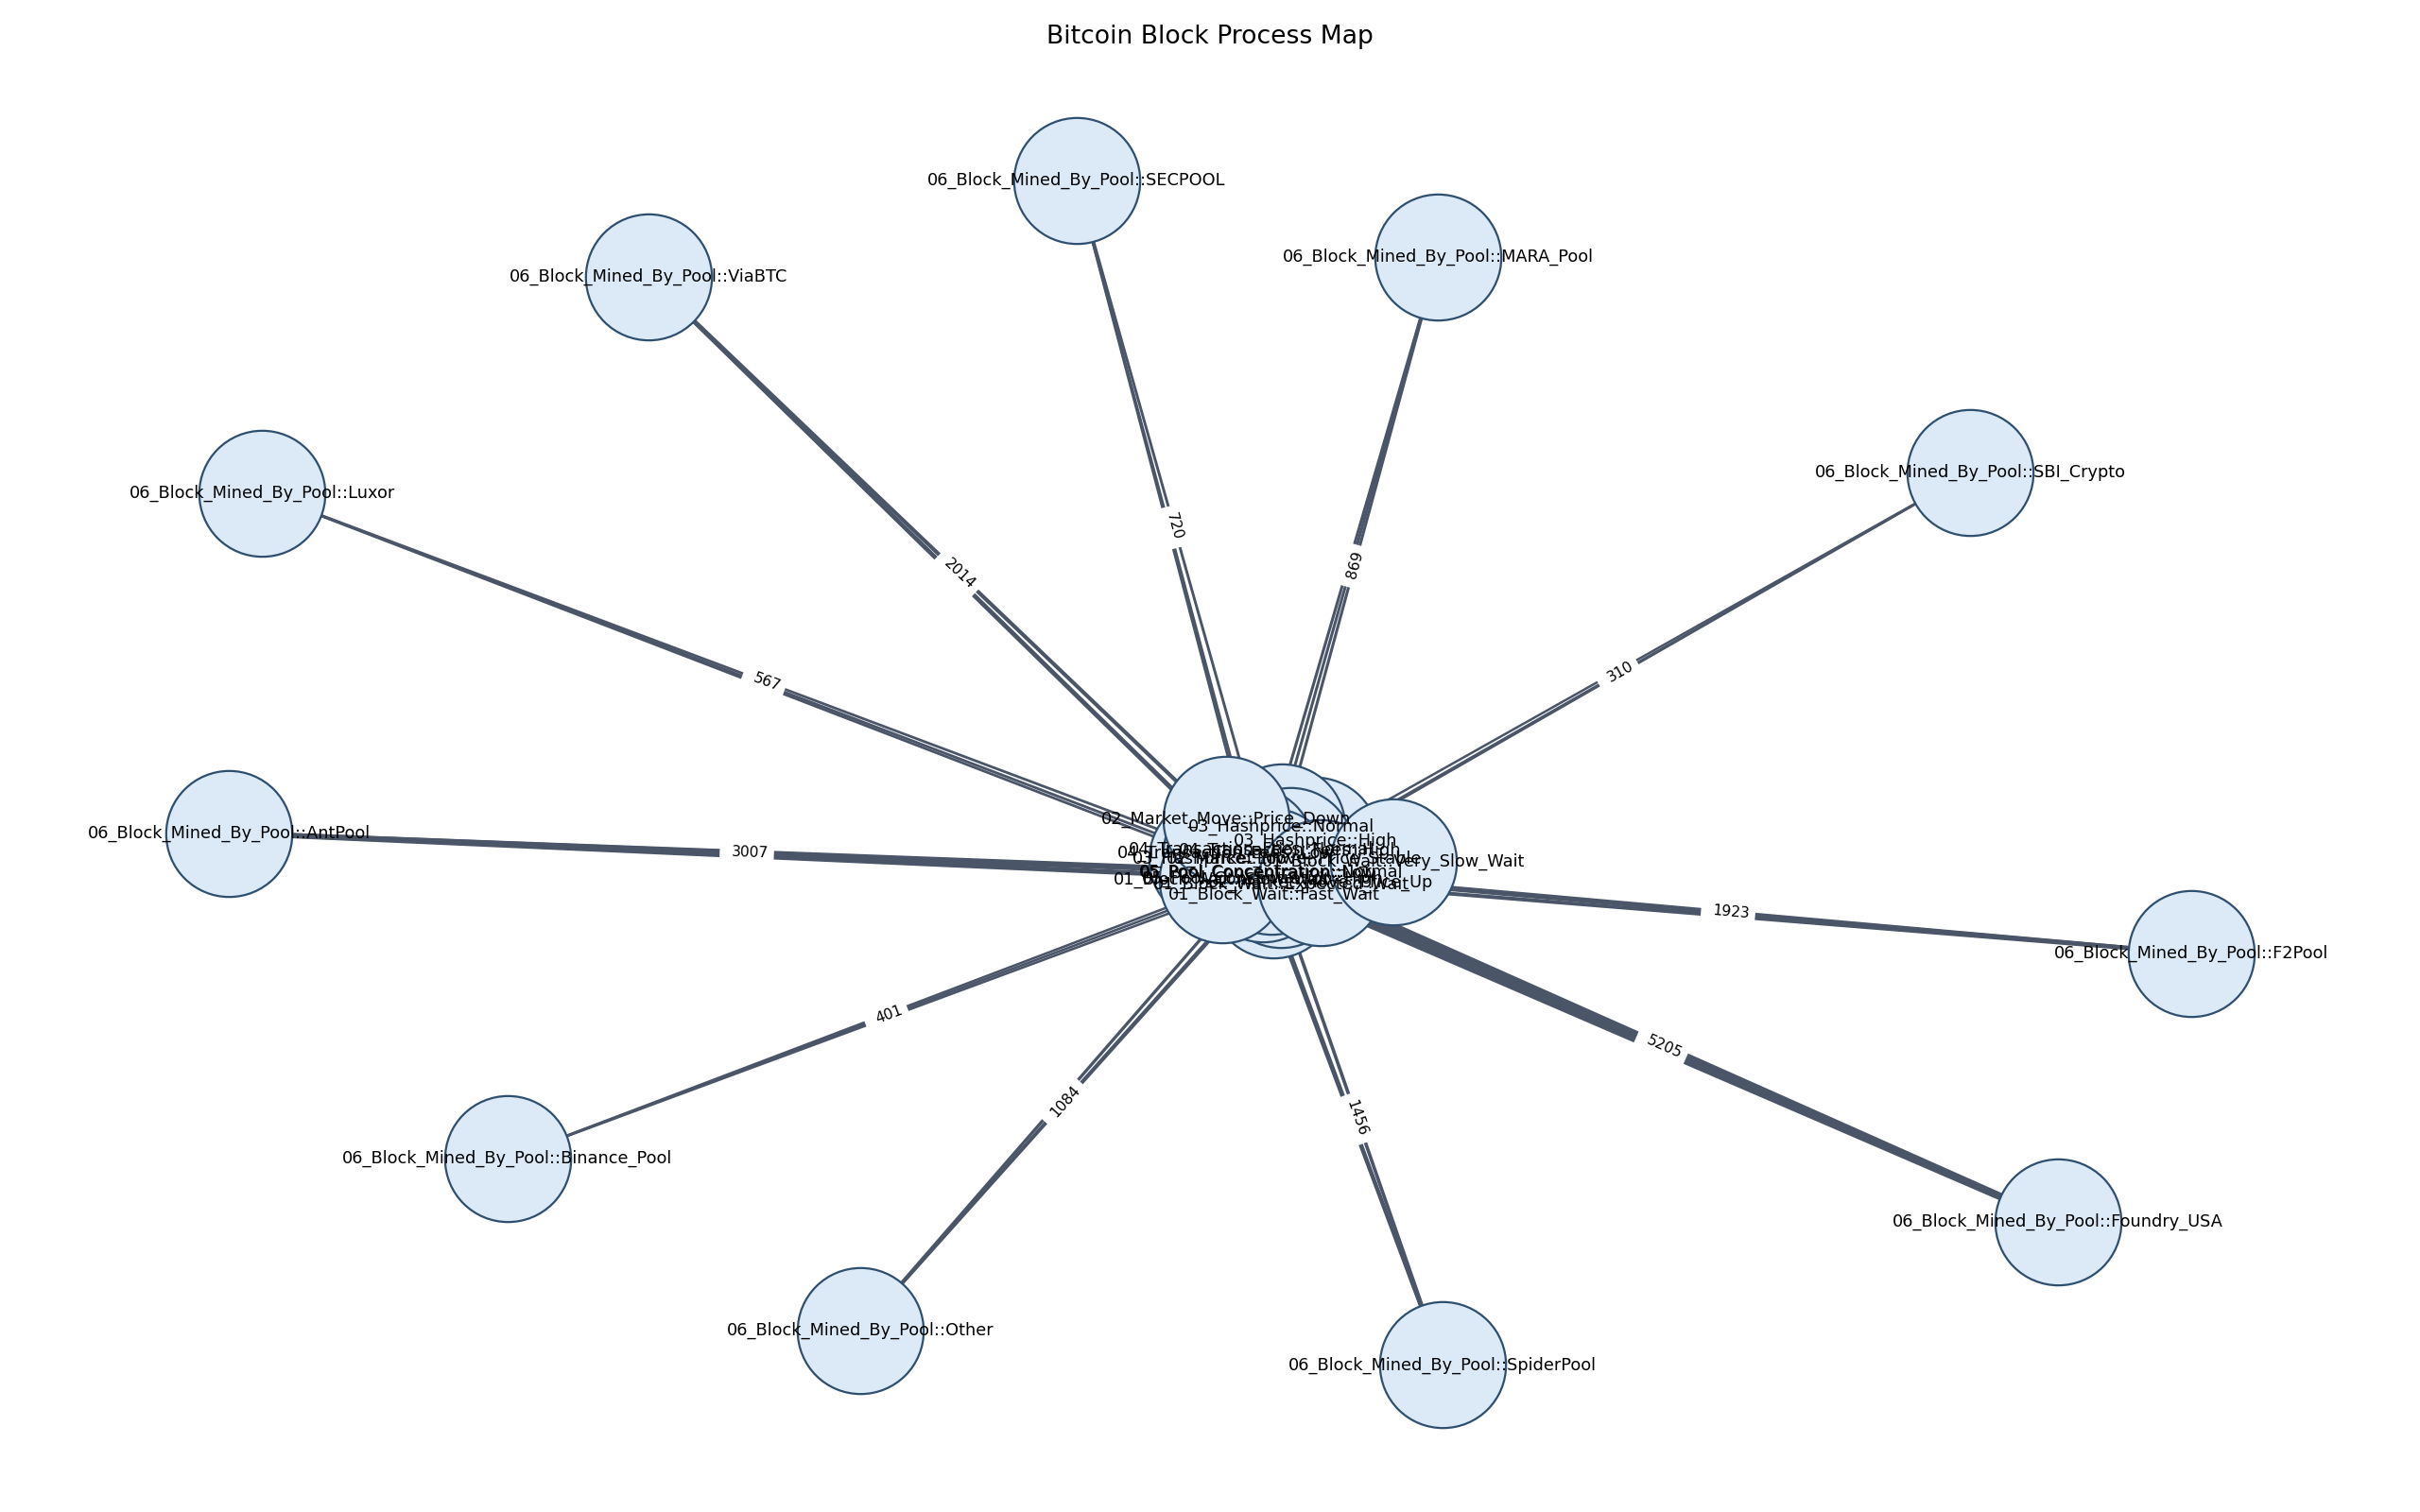 Bitcoin Block Process Map
06_Block_Mined_By_Pool::SECPOOL
06_Block_Mined_By_Pool::MARA_Pool
06_Block_Mined_By_Pool::ViaBTC
06_Block_Mined_By_Pool::SBI_Crypto
06_Block_Mined_By_Pool::Luxor
720
869
2014
310
567
02_Market_Move::Price_Down
03_Hashprice::Normal
03_Hashprice::High
06_Block_Mined_By_Pool::AntPool
3007
Very_Slow_Wait
01_Block_Wait::Fast_Wait
1923
06_Block_Mined_By_Pool::F2Pool
401
5205
1084
1456
06_Block_Mined_By_Pool::Binance_Pool
06_Block_Mined_By_Pool::Foundry_USA
06_Block_Mined_By_Pool::Other
06_Block_Mined_By_Pool::SpiderPool